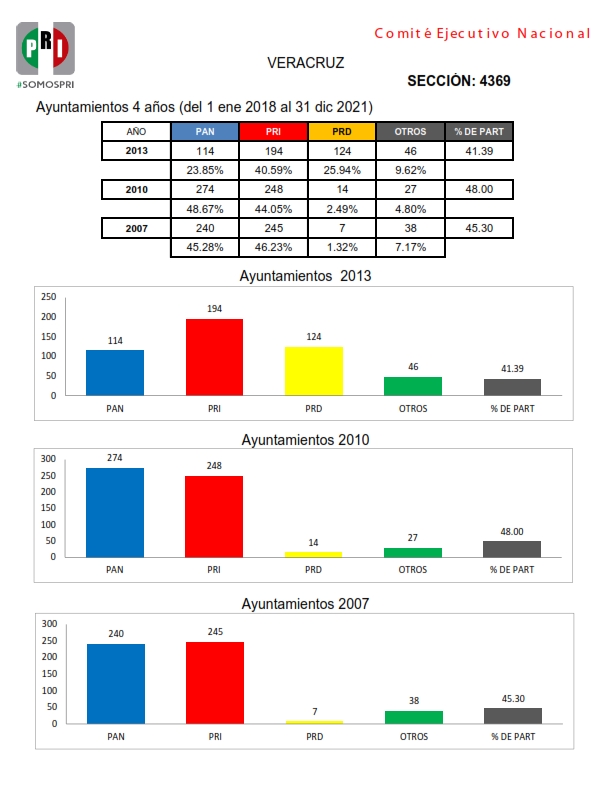 Comité Ejecutivo Nacional
PRI
#SOMOSPRI
VERACRUZ
SECCIÓN: 4369
Ayuntamientos 4 años (del 1 ene 2018 al 31 dic 2021)
AÑO PAN PRI PRD OTROS % DE PART
2013 114 194 124 46 41.39
23.85% 40.59% 25.94% 9.62%
2010 274 248 14 27 48.00
48.67% 44.05% 2.49% 4.80%
2007 240 245 7 38 45.30
45.28% 46.23% 1.32% 7.17%
Ayuntamientos 2013
250
200
150
100
50
0
114 194 124 46 41.39
PAN PRI PRD OTROS % DE PART
Ayuntamientos 2010
300
250
200
150
100
50
0
274 248 14 27 48.00
PAN PRI PRD OTROS % DE PART
Ayuntamientos 2007
300
250
200
150
100
50
0
240 245 7 38 45.30
PAN PRI PRD OTROS % DE PART